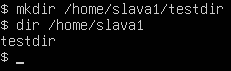 $ mkdir /home/slava1/testdir
$ dir /home/slava1
testdir
$ _